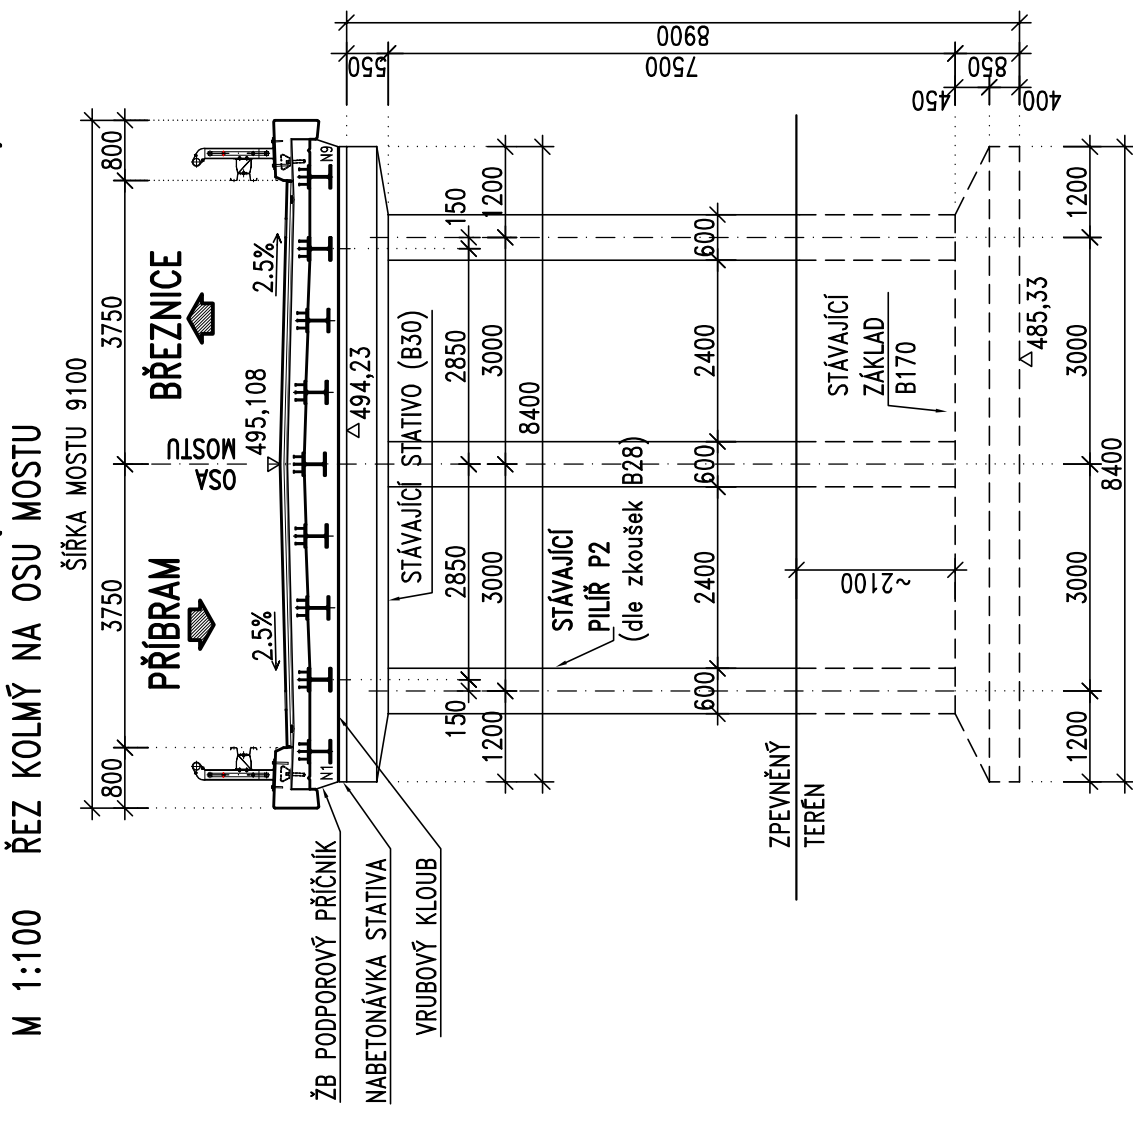 M 1:100 ŘEZ KOLMÝ NA OSU MOSTU
ŠÍŘKA MOSTU 9100
800
3750
3750
800
PŘÍBRAM
BŘEZNICE
OSA
MOSTU
495,108
2.5%
2.5%
N1
N9
494,23
ŽB PODPOROVÝ PŘÍČNÍK
NABETONÁVKA STATIVA
VRUBOVÝ KLOUB
STÁVAJÍCÍ STATIVO (B30)
150
2850
2850
150
1200
3000
3000
1200
8400
STÁVAJÍCÍ
PILÍŘ P2
(dle zkoušek B28)
600
2400
600
2400
600
ZPEVNĚNÝ
TERÉN
~2100
STÁVAJÍCÍ
ZÁKLAD
B170
485,33
1200
3000
3000
1200
8400
550
7500
850
8900
450
400